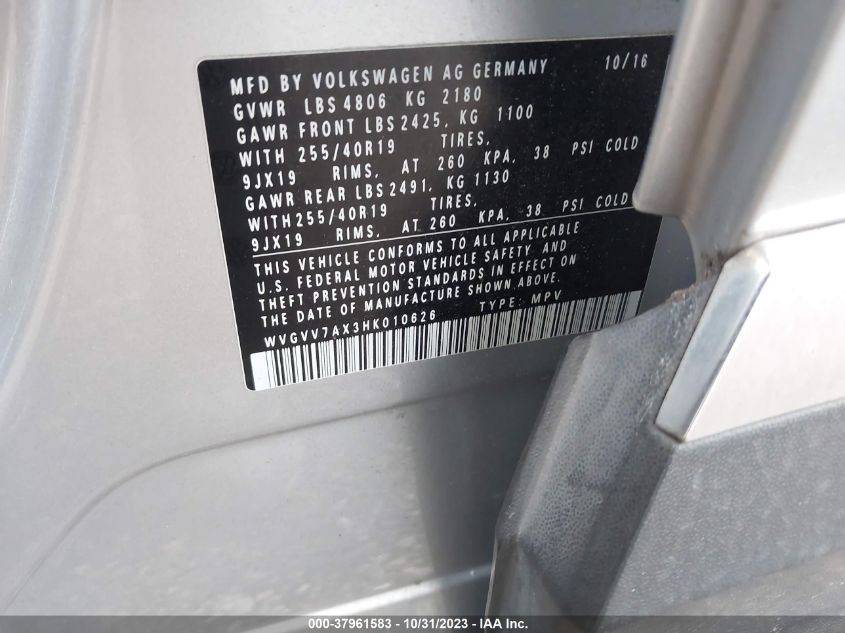 MFD BY VOLKSWAGEN AG GERMANY 10/16
GVWR LBS 4806 KG 2180
GAWR FRONT LBS 2425, KG 1100
WITH 255/40R19 TIRES,
9JX19 RIMS, AT 260 KPA, 38 PSI COLD
GAWR REAR LBS 2491, KG 1130
WITH 255/40R19 TIRES,
9JX19 RIMS, AT 260 KPA, 38 PSI COLD
THIS VEHICLE CONFORMS TO ALL APPLICABLE
U.S. FEDERAL MOTOR VEHICLE SAFETY AND
THEFT PREVENTION STANDARDS IN EFFECT ON
THE DATE OF MANUFACTURE SHOWN ABOVE.
WVGVV7AX3HK010626 TYPE: MPV
000-37961583 - 10/31/2023 - IAA Inc.